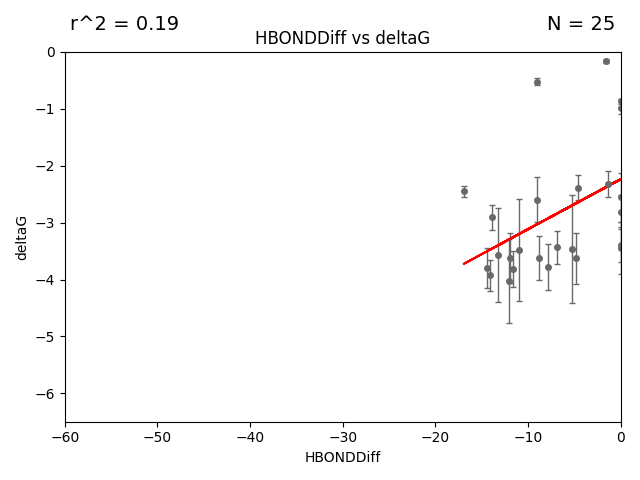 r^2 = 0.19
N = 25
HBONDDiff vs deltaG
0
−1
−2
−3
−4
−5
−6
deltaG
−60 −50 −40 −30 −20 −10 0
HBONDDiff